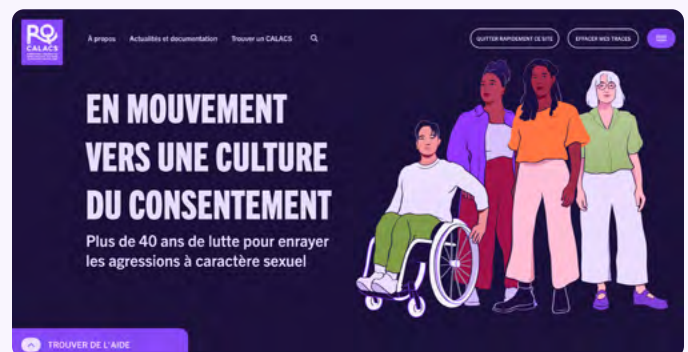 RQ
CALACS
À propos
Actualités et documentation
Trouver un CALACS
QUITTER RAPIDEMENT CE SITE
EFFACER MES TRACES
EN MOUVEMENT
VERS UNE CULTURE
DU CONSENTEMENT
Plus de 40 ans de lutte pour enrayer
les agressions à caractère sexuel
TROUVER DE L'AIDE